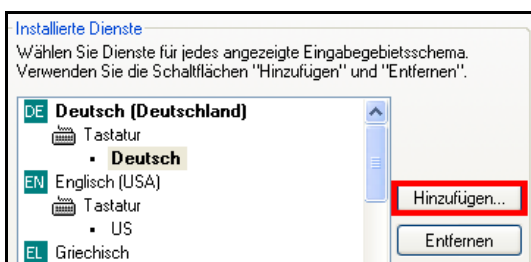 Installierte Dienste
Wählen Sie Dienste für jedes angezeigte Eingabegebietsschema.
Verwenden Sie die Schaltflächen "Hinzufügen" und "Entfernen".
DE Deutsch (Deutschland)
Tastatur
• Deutsch
EN Englisch (USA)
Tastatur
• US
EL Griechisch
Hinzufügen...
Entfernen